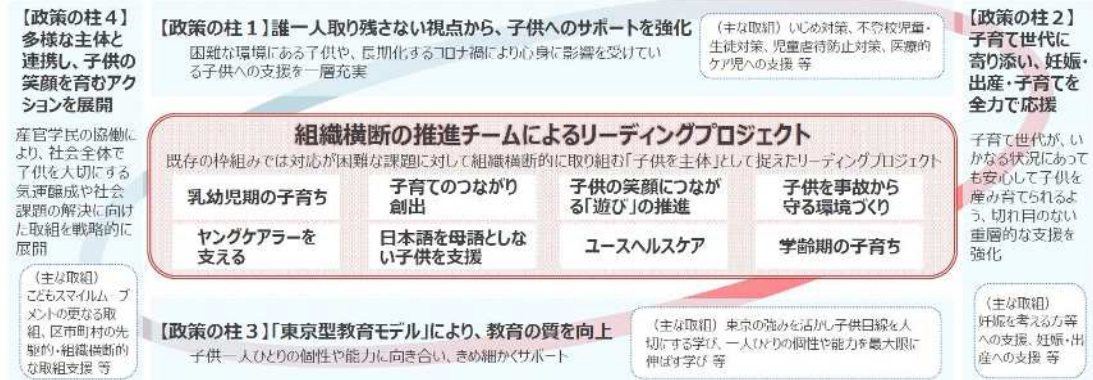 【政策の柱４】
多様な主体と
連携し、子供の
笑顔を育むアク
ションを展開
産官学民の協働に
より、社会全体で
子供を大切にする
気運醸成や社会
課題の解決に向け
た取組を戦略的に
展開
（主な取組）
こどもスマイルムーブ
メントの更なる取
組、区市町村の先
駆的・組織横断的
な取組支援 等
【政策の柱１】誰一人取り残さない視点から、子供へのサポートを強化
困難な環境にある子供や、長期化するコロナ禍により心身に影響を受けてい
る子供への支援を一層充実
（主な取組）いじめ対策、不登校児童・
生徒対策、児童虐待防止対策、医療的
ケア児への支援 等
組織横断の推進チームによるリーディングプロジェクト
既存の枠組みでは対応が困難な課題に対して組織横断的に取り組む「子供を主体」として捉えたリーディングプロジェクト
乳幼児期の子育ち
子育てのつながり
創出
子供の笑顔につなが
る「遊び」の推進
子供を事故から
守る環境づくり
ヤングケアラーを
支える
日本語を母語としな
い子供を支援
ユースヘルスケア
学齢期の子育ち
【政策の柱３】「東京型教育モデル」により、教育の質を向上
子供一人ひとりの個性や能力に向き合い、きめ細かくサポート
（主な取組）東京の強みを活かし子供目線を大
切にする学び、一人ひとりの個性や能力を最大限に
伸ばす学び 等
【政策の柱２】
子育て世代に
寄り添い、妊娠・
出産・子育てを
全力で応援
子育て世代が、い
かなる状況にあって
も安心して子供を
産み育てられるよ
う、切れ目のない
重層的な支援を
強化
（主な取組）
妊娠を考える方等
への支援、妊娠・出
産への支援 等